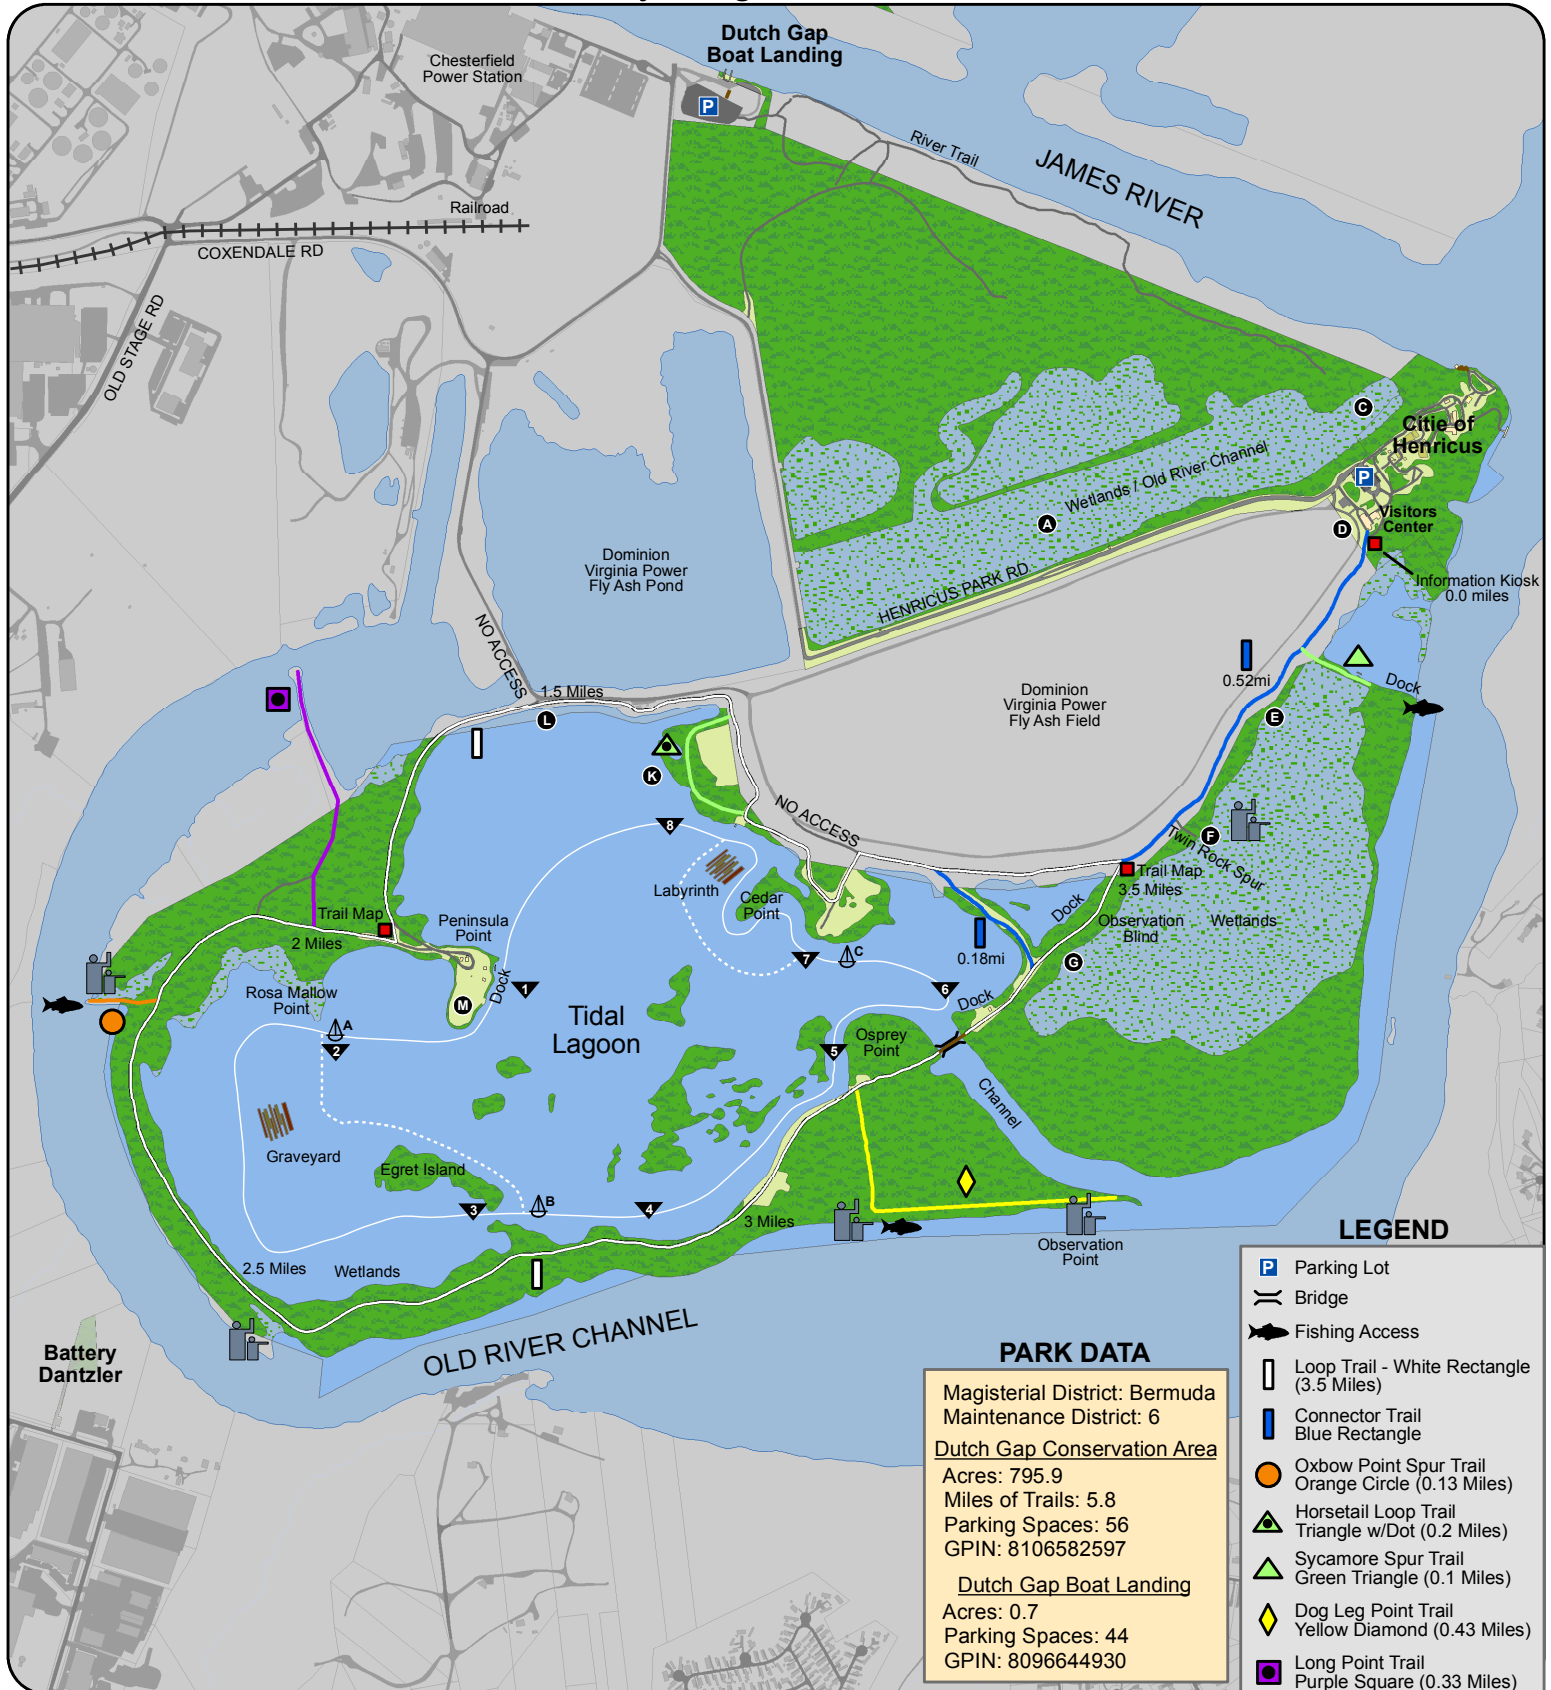 Dutch Gap
Boat Landing
Chesterfield
Power Station
P
River Trail
JAMES RIVER
Railroad
COXENDALE RD
OLD STAGE RD
C
Citie of
Henricus
P
Wetlands / Old River Channel
A
Visitors
Center
D
Dominion
Virginia Power
Fly Ash Pond
HENRICUS PARK RD
Information Kiosk
0.0 miles
NO ACCESS
1.5 Miles
L
Dominion
Virginia Power
Fly Ash Field
0.52mi
Dock
E
K
NO ACCESS
8
F
Twin Rock Spur
Labyrinth
Cedar
Point
Trail Map
3.5 Miles
Dock
Observation
Blind
Wetlands
Trail Map
2 Miles
Peninsula
Point
0.18mi
G
7
C
6
Dock
Dock
1
M
Rosa Mallow
Point
A
2
Tidal
Lagoon
5
Osprey
Point
Channel
Graveyard
Egret Island
3
B
4
3 Miles
Observation
Point
2.5 Miles
Wetlands
OLD RIVER CHANNEL
Battery
Dantzler
PARK DATA
Magisterial District: Bermuda
Maintenance District: 6
Dutch Gap Conservation Area
Acres: 795.9
Miles of Trails: 5.8
Parking Spaces: 56
GPIN: 8106582597
Dutch Gap Boat Landing
Acres: 0.7
Parking Spaces: 44
GPIN: 8096644930
LEGEND
P Parking Lot
Bridge
Fishing Access
Loop Trail - White Rectangle
(3.5 Miles)
Connector Trail
Blue Rectangle
Oxbow Point Spur Trail
Orange Circle (0.13 Miles)
Horsetail Loop Trail
Triangle w/Dot (0.2 Miles)
Sycamore Spur Trail
Green Triangle (0.1 Miles)
Dog Leg Point Trail
Yellow Diamond (0.43 Miles)
Long Point Trail
Purple Square (0.33 Miles)